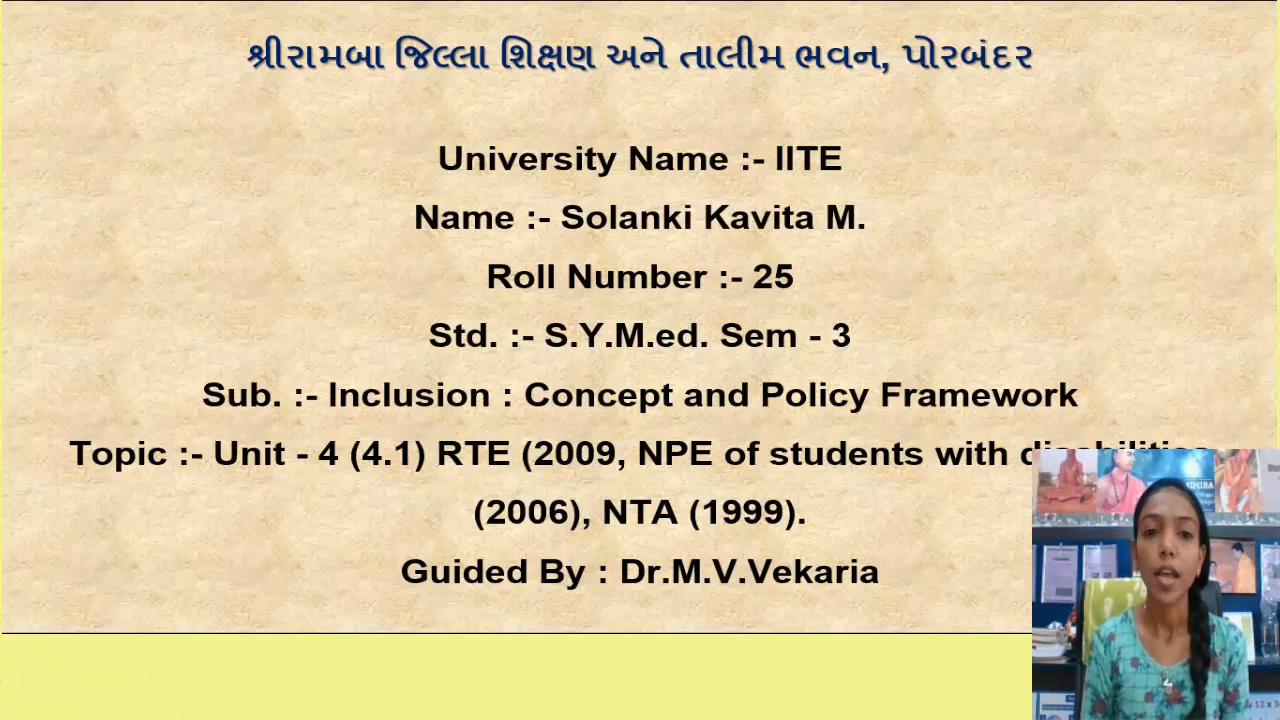 શ્રીરામબા જિલ્લા શિક્ષણ અને તાલીમ ભવન, પોરબંદર
University Name :- IITE
Name :- Solanki Kavita M.
Roll Number :- 25
Std. :- S.Y.M.ed. Sem - 3
Sub. :- Inclusion : Concept and Policy Framework
Topic :- Unit - 4 (4.1) RTE (2009, NPE of students with disabilities
(2006), NTA (1999).
Guided By : Dr.M.V.Vekaria